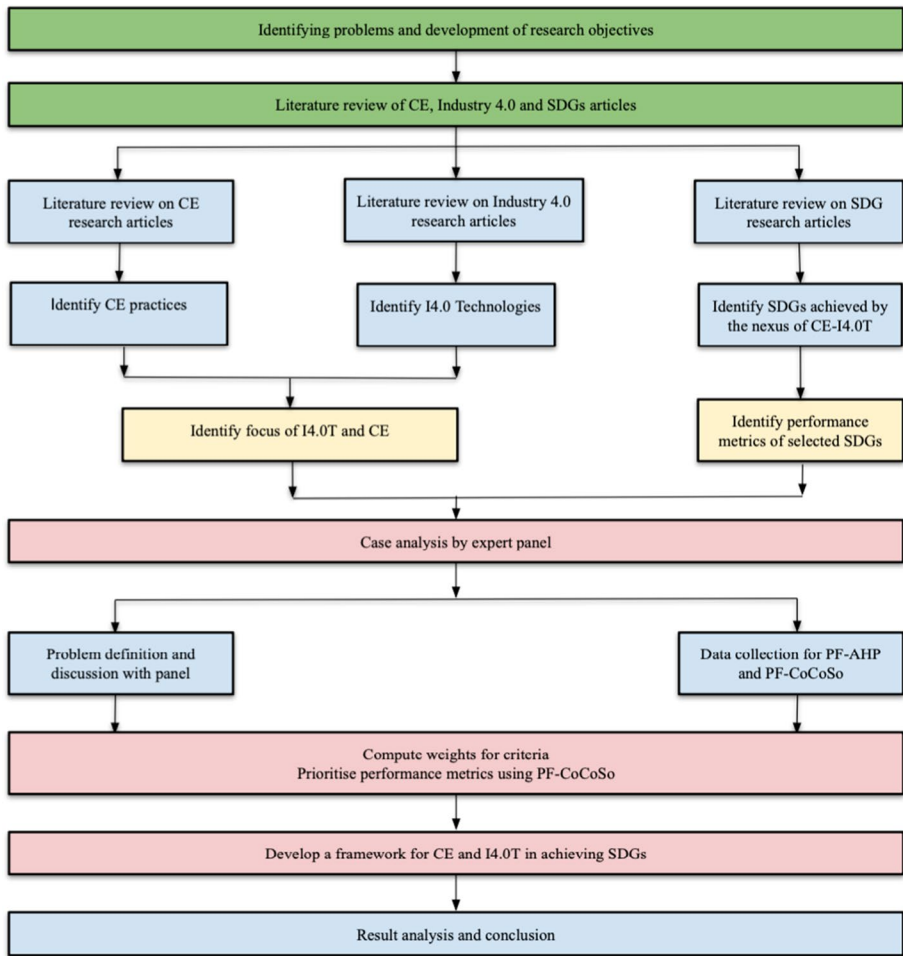 Identifying problems and development of research objectives
Literature review of CE, Industry 4.0 and SDGs articles
Literature review on CE
research articles
Literature review on Industry 4.0
research articles
Literature review on SDG
research articles
Identify CE practices
Identify I4.0 Technologies
Identify SDGs achieved by
the nexus of CE-I4.0T
Identify focus of I4.0T and CE
Identify performance
metrics of selected SDGs
Case analysis by expert panel
Problem definition and
discussion with panel
Data collection for PF-AHP
and PF-CoCoSo
Compute weights for criteria
Prioritise performance metrics using PF-CoCoSo
Develop a framework for CE and I4.0T in achieving SDGs
Result analysis and conclusion